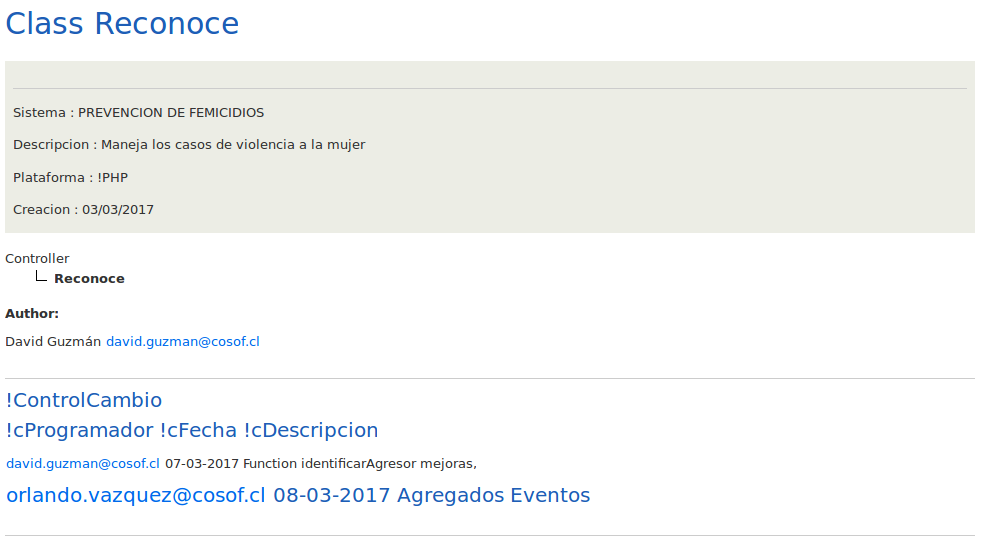 Class Reconoce
Sistema : PREVENCION DE FEMICIDIOS
Descripcion : Maneja los casos de violencia a la mujer
Plataforma : !PHP
Creacion : 03/03/2017
Controller
Reconoce
Author:
David Guzmán david.guzman@cosof.cl
!ControlCambio
!cProgramador !cFecha !cDescripcion
david.guzman@cosof.cl 07-03-2017 Function identificarAgresor mejoras,
orlando.vazquez@cosof.cl 08-03-2017 Agregados Eventos